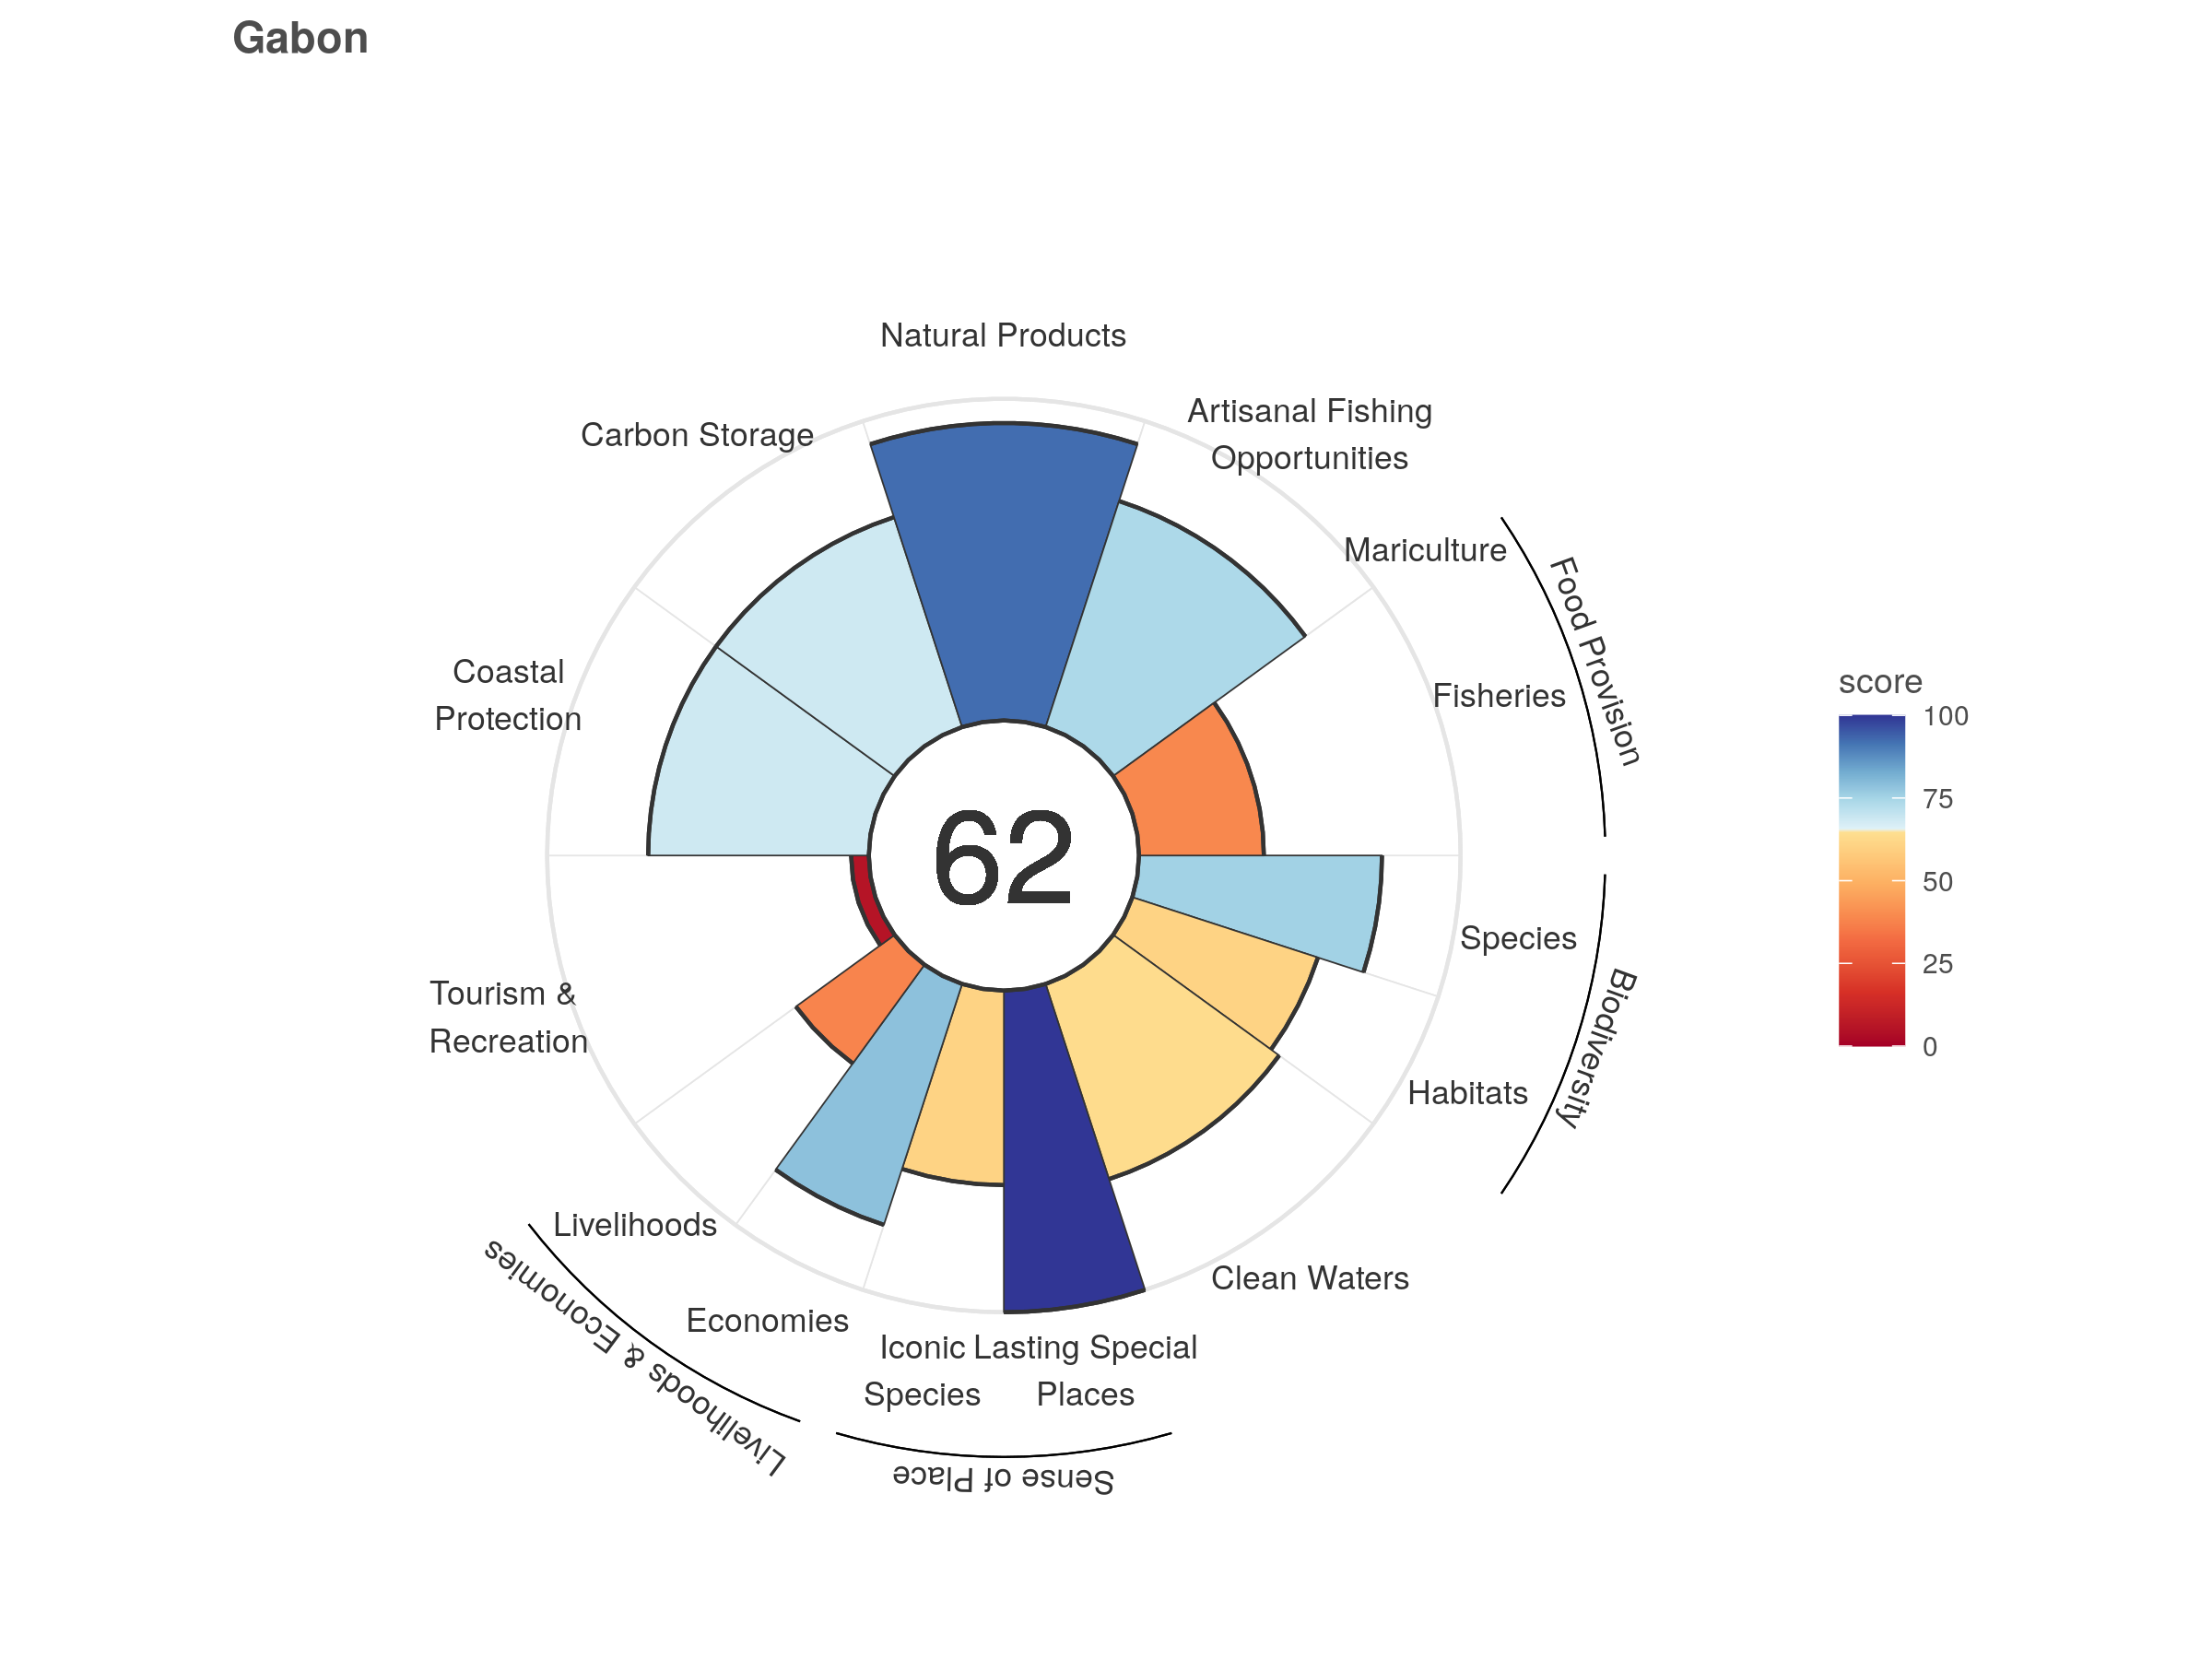 Gabon
Natural Products
Artisanal Fishing
Opportunities
Carbon Storage
Mariculture
Food Provision
Fisheries
Coastal
Protection
score
100
75
50
25
0
62
Species
Biodiversity
Habitats
Tourism &
Recreation
Livelihoods
Livelihoods & Economies
Economies
Clean Waters
Iconic
Species
Lasting Special
Places
Sense of Place